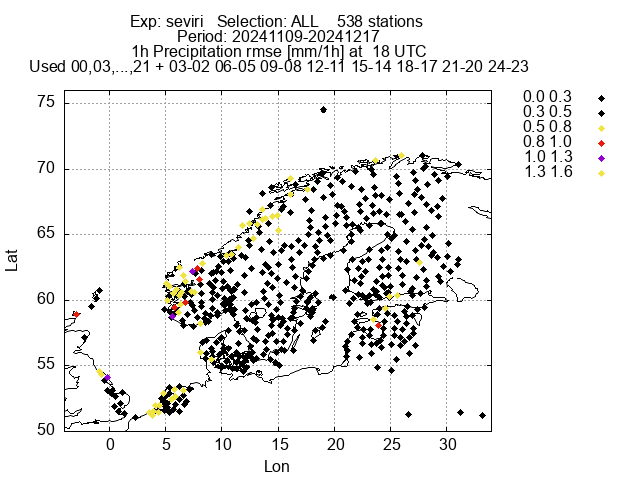 Exp: seviri   Selection: ALL    538 stations
Period: 20241109-20241217
1h Precipitation rmse [mm/1h] at  18 UTC
Used 00,03,...,21 + 03-02 06-05 09-08 12-11 15-14 18-17 21-20 24-23
0.0 0.3
0.3 0.5
0.5 0.8
0.8 1.0
1.0 1.3
1.3 1.6
75
70
65
60
55
50
Lat
0 5 10 15 20 25 30
Lon